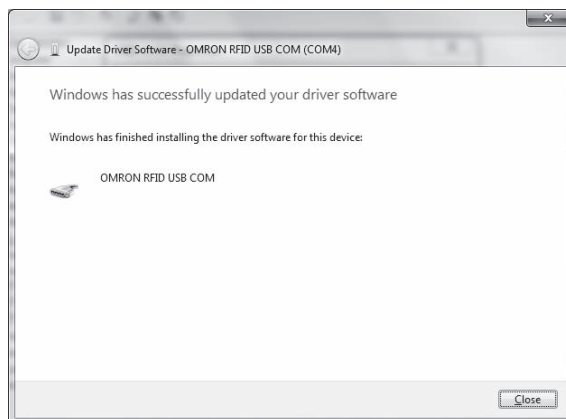 Update Driver Software - OMRON RFID USB COM (COM4)
Windows has successfully updated your driver software
Windows has finished installing the driver software for this device:
OMRON RFID USB COM
Close